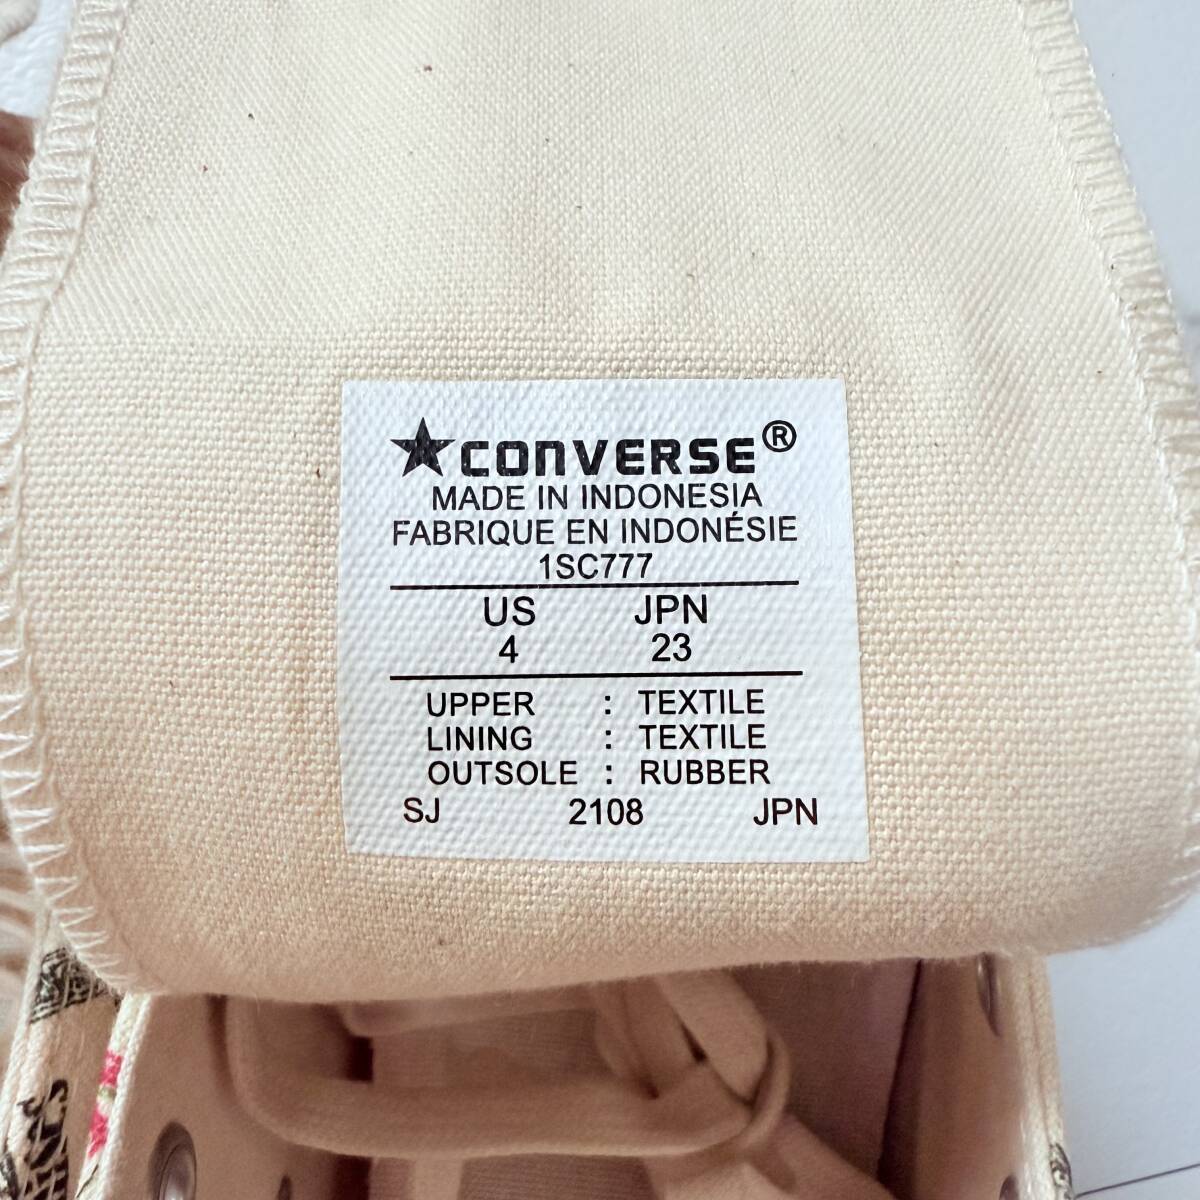 ★CONVERSE®
MADE IN INDONESIA
FABRIQUE EN INDONÉSIE
1SC777
US JPN
4 23
UPPER : TEXTILE
LINING : TEXTILE
OUTSOLE : RUBBER
SJ 2108 JPN